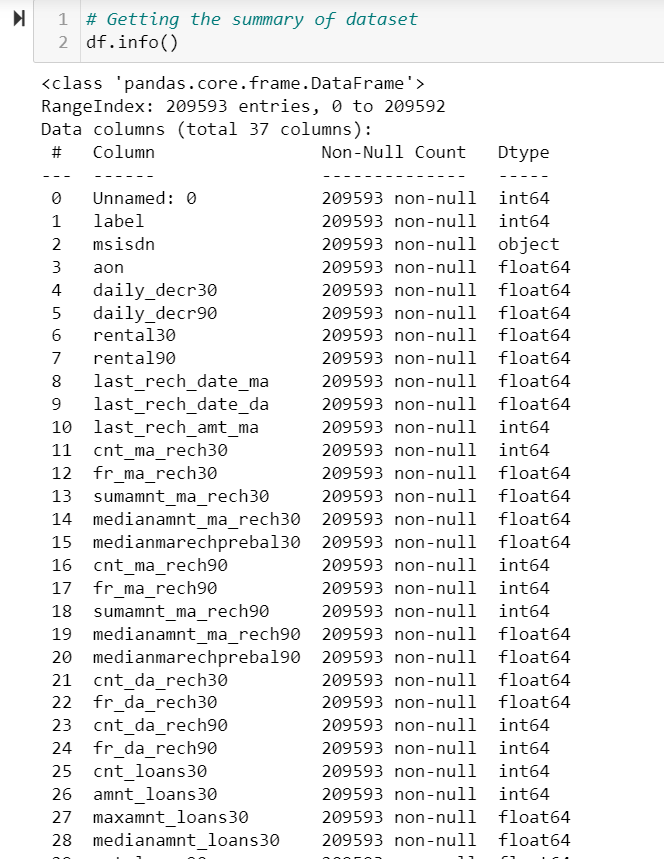 1 # Getting the summary of dataset
2 df.info()
<class 'pandas.core.frame.DataFrame'>
RangeIndex: 209593 entries, 0 to 209592
Data columns (total 37 columns):
 #   Column                Non-Null Count   Dtype
---  ------                --------------   -----
 0   Unnamed: 0            209593 non-null  int64
 1   label                 209593 non-null  int64
 2   msisdn                209593 non-null  object
 3   aon                   209593 non-null  float64
 4   daily_decr30          209593 non-null  float64
 5   daily_decr90          209593 non-null  float64
 6   rental30              209593 non-null  float64
 7   rental90              209593 non-null  float64
 8   last_rech_date_ma     209593 non-null  float64
 9   last_rech_date_da     209593 non-null  float64
 10  last_rech_amt_ma      209593 non-null  int64
 11  cnt_ma_rech30         209593 non-null  int64
 12  fr_ma_rech30          209593 non-null  float64
 13  sumamnt_ma_rech30     209593 non-null  float64
 14  medianamnt_ma_rech30  209593 non-null  float64
 15  medianmarechprebal30  209593 non-null  float64
 16  cnt_ma_rech90         209593 non-null  int64
 17  fr_ma_rech90          209593 non-null  int64
 18  sumamnt_ma_rech90     209593 non-null  int64
 19  medianamnt_ma_rech90  209593 non-null  float64
 20  medianmarechprebal90  209593 non-null  float64
 21  cnt_da_rech30         209593 non-null  float64
 22  fr_da_rech30          209593 non-null  float64
 23  cnt_da_rech90         209593 non-null  int64
 24  fr_da_rech90          209593 non-null  int64
 25  cnt_loans30           209593 non-null  int64
 26  amnt_loans30          209593 non-null  int64
 27  maxamnt_loans30       209593 non-null  float64
 28  medianamnt_loans30    209593 non-null  float64